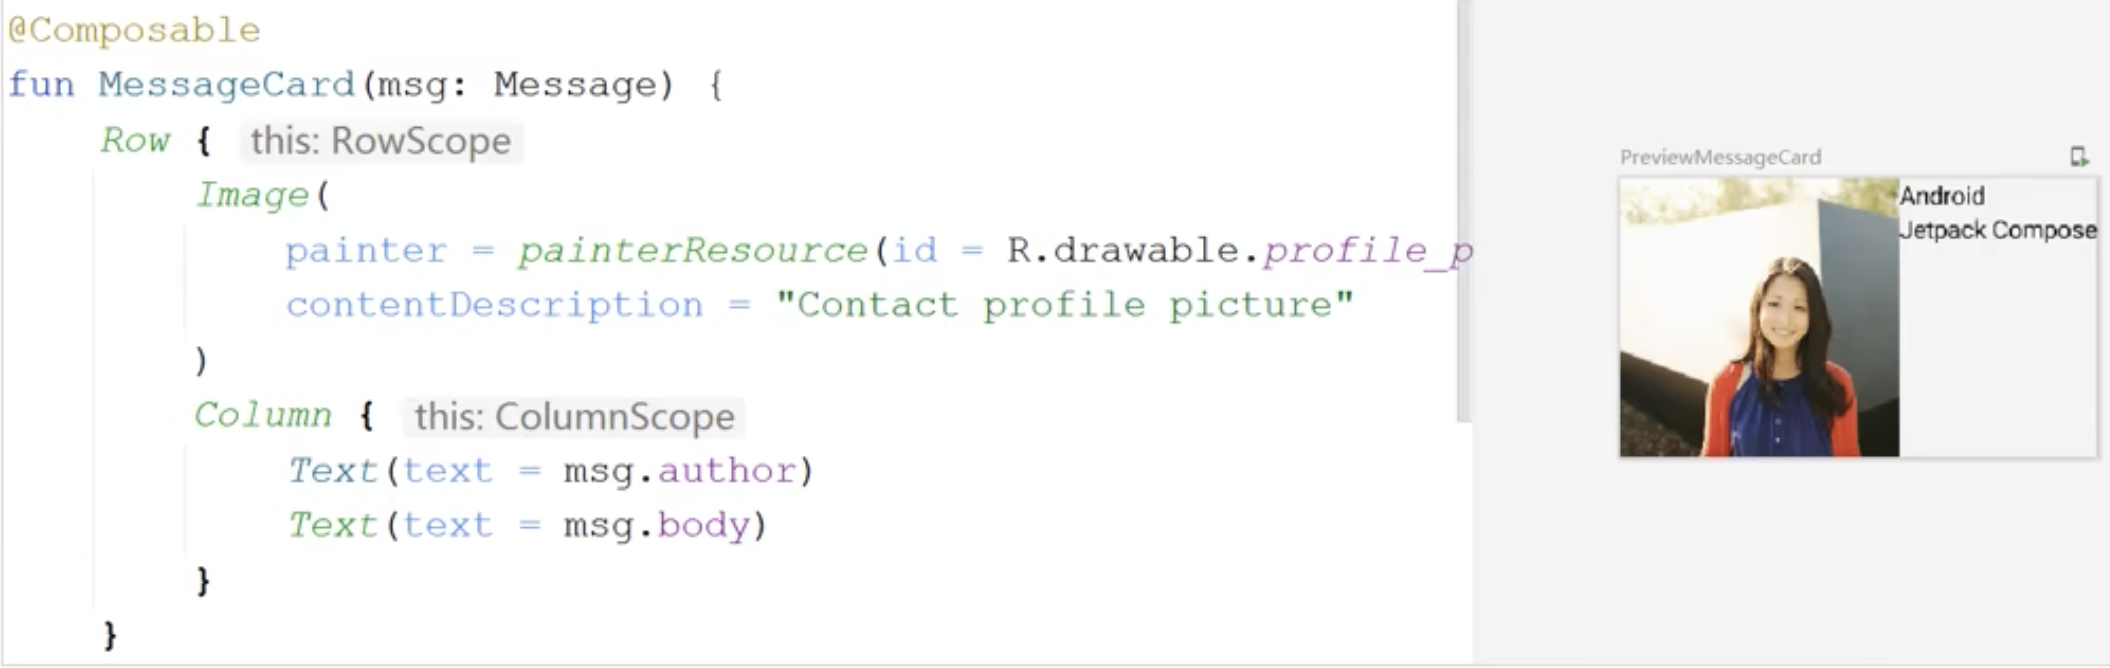 @Composable
fun MessageCard(msg: Message) {
Row { this: RowScope
Image(
painter = painterResource(id = R.drawable.profile_p
contentDescription = "Contact profile picture"
)
Column { this: ColumnScope
Text(text = msg.author)
Text(text = msg.body)
}
}
PreviewMessageCard
Android
Jetpack Compose